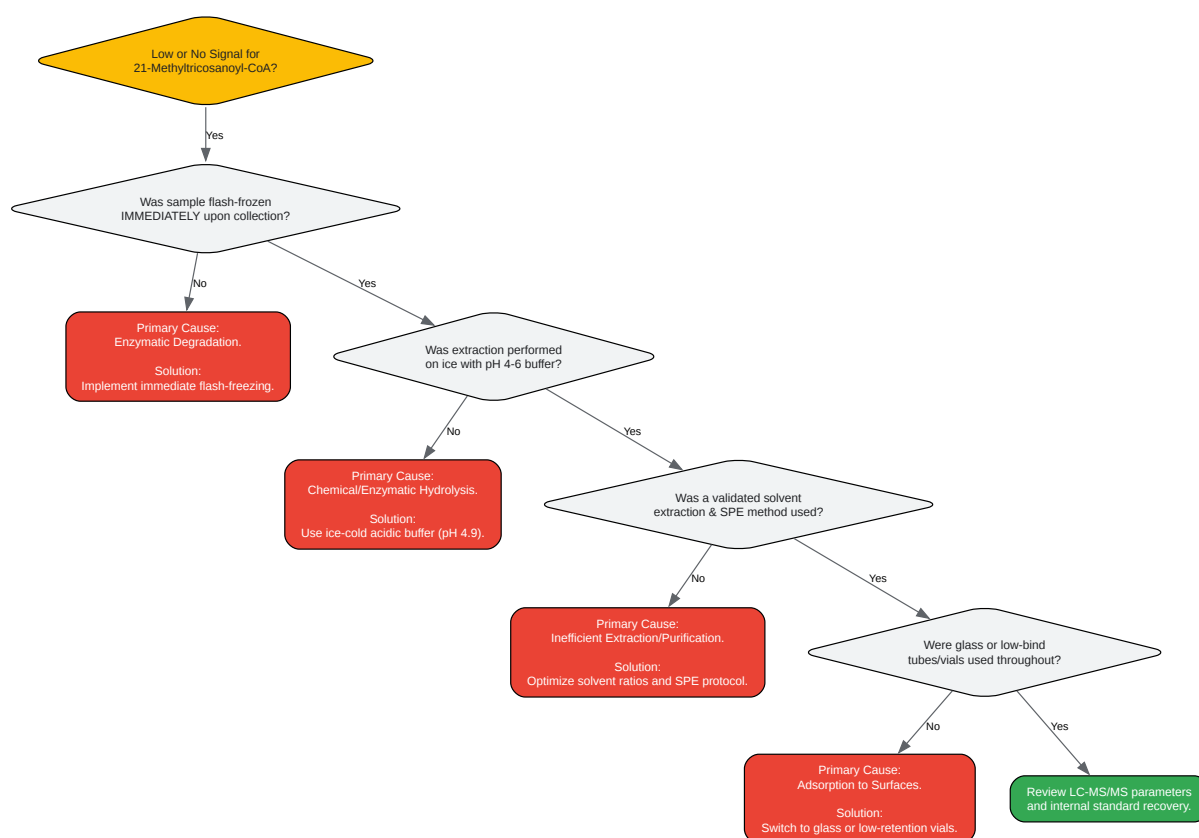 Low or No Signal for
21-Methyltricosanoyl-CoA?
Yes
Was sample flash-frozen
IMMEDIATELY upon collection?
No
Yes
Primary Cause:
Enzymatic Degradation.
Solution:
Implement immediate flash-freezing.
Was extraction performed
on ice with pH 4-6 buffer?
No
Yes
Primary Cause:
Chemical/Enzymatic Hydrolysis.
Solution:
Use ice-cold acidic buffer (pH 4.9).
Was a validated solvent
extraction & SPE method used?
No
Yes
Primary Cause:
Inefficient Extraction/Purification.
Solution:
Optimize solvent ratios and SPE protocol.
Were glass or low-bind
tubes/vials used throughout?
No
Yes
Primary Cause:
Adsorption to Surfaces.
Solution:
Switch to glass or low-retention vials.
Review LC-MS/MS parameters
and internal standard recovery.